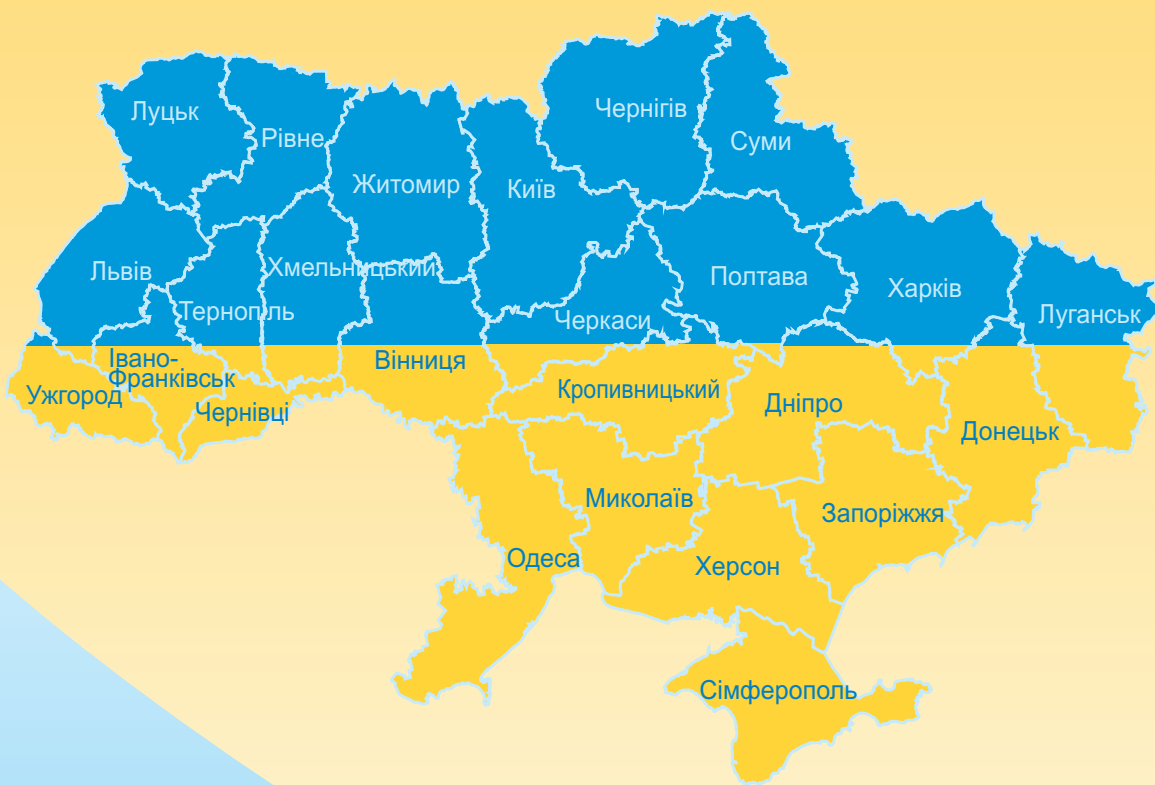 Чернігів
Луцьк
Рівне
Суми
Житомир
Київ
Львів
Хмельницький
Полтава
Харків
Тернопіль
Черкаси
Луганськ
Івано-
Франківськ
Вінниця
Ужгород
Кропивницький
Чернівці
Дніпро
Донецьк
Миколаїв
Запоріжжя
Одеса
Херсон
Сімферополь